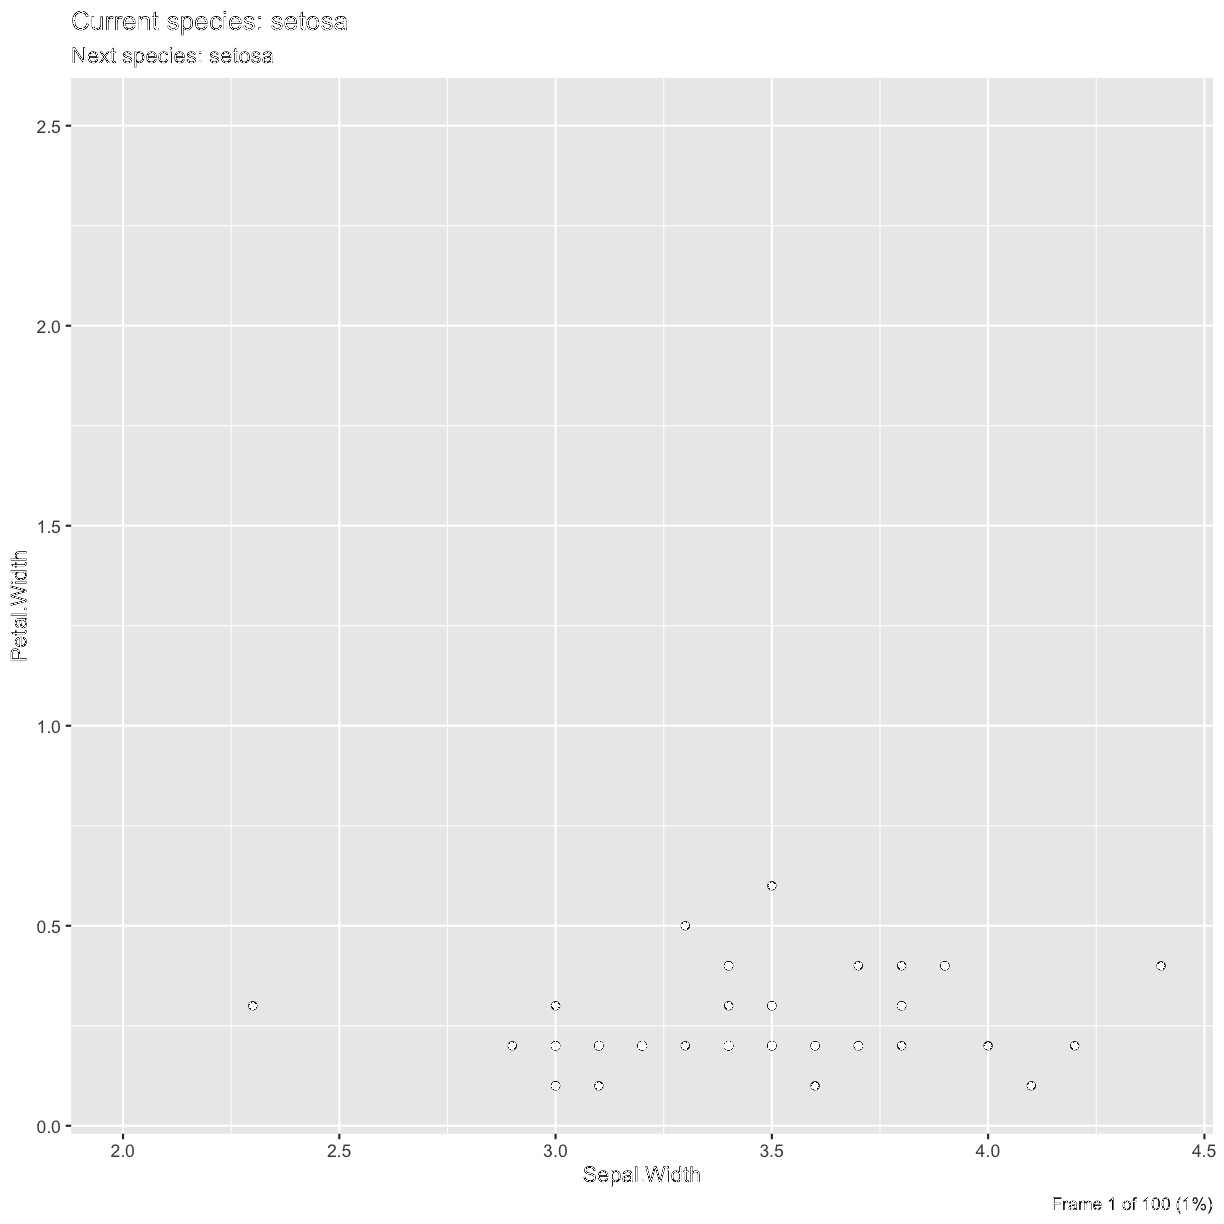 Current species: setosa
Next species: setosa
2.5
2.0
1.5
1.0
0.5
0.0
Petal.Width
2.0 2.5 3.0 3.5 4.0 4.5
Sepal.Width
Frame 1 of 100 (1%)